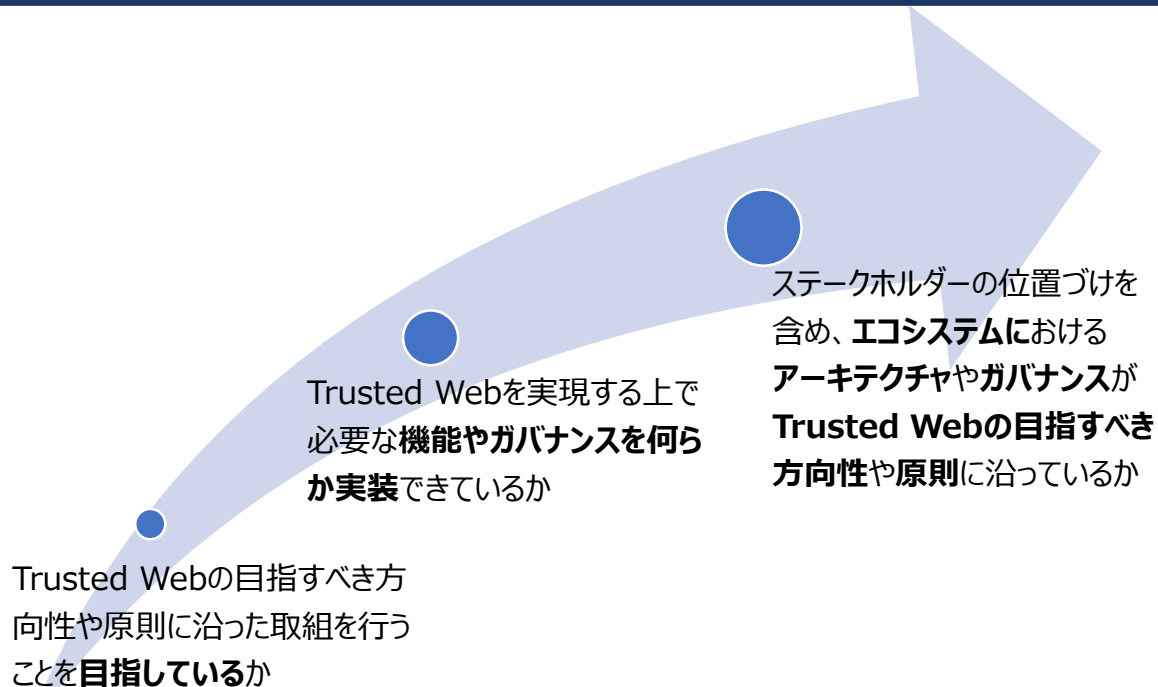 Trusted Webの目指すべき方
向性や原則に沿った取組を行う
ことを目指しているか
Trusted Webを実現する上で
必要な機能やガバナンスを何ら
か実装できているか
ステークホルダーの位置づけを
含め、エコシステムにおける
アーキテクチャやガバナンスが
Trusted Webの目指すべき
方向性や原則に沿っているか